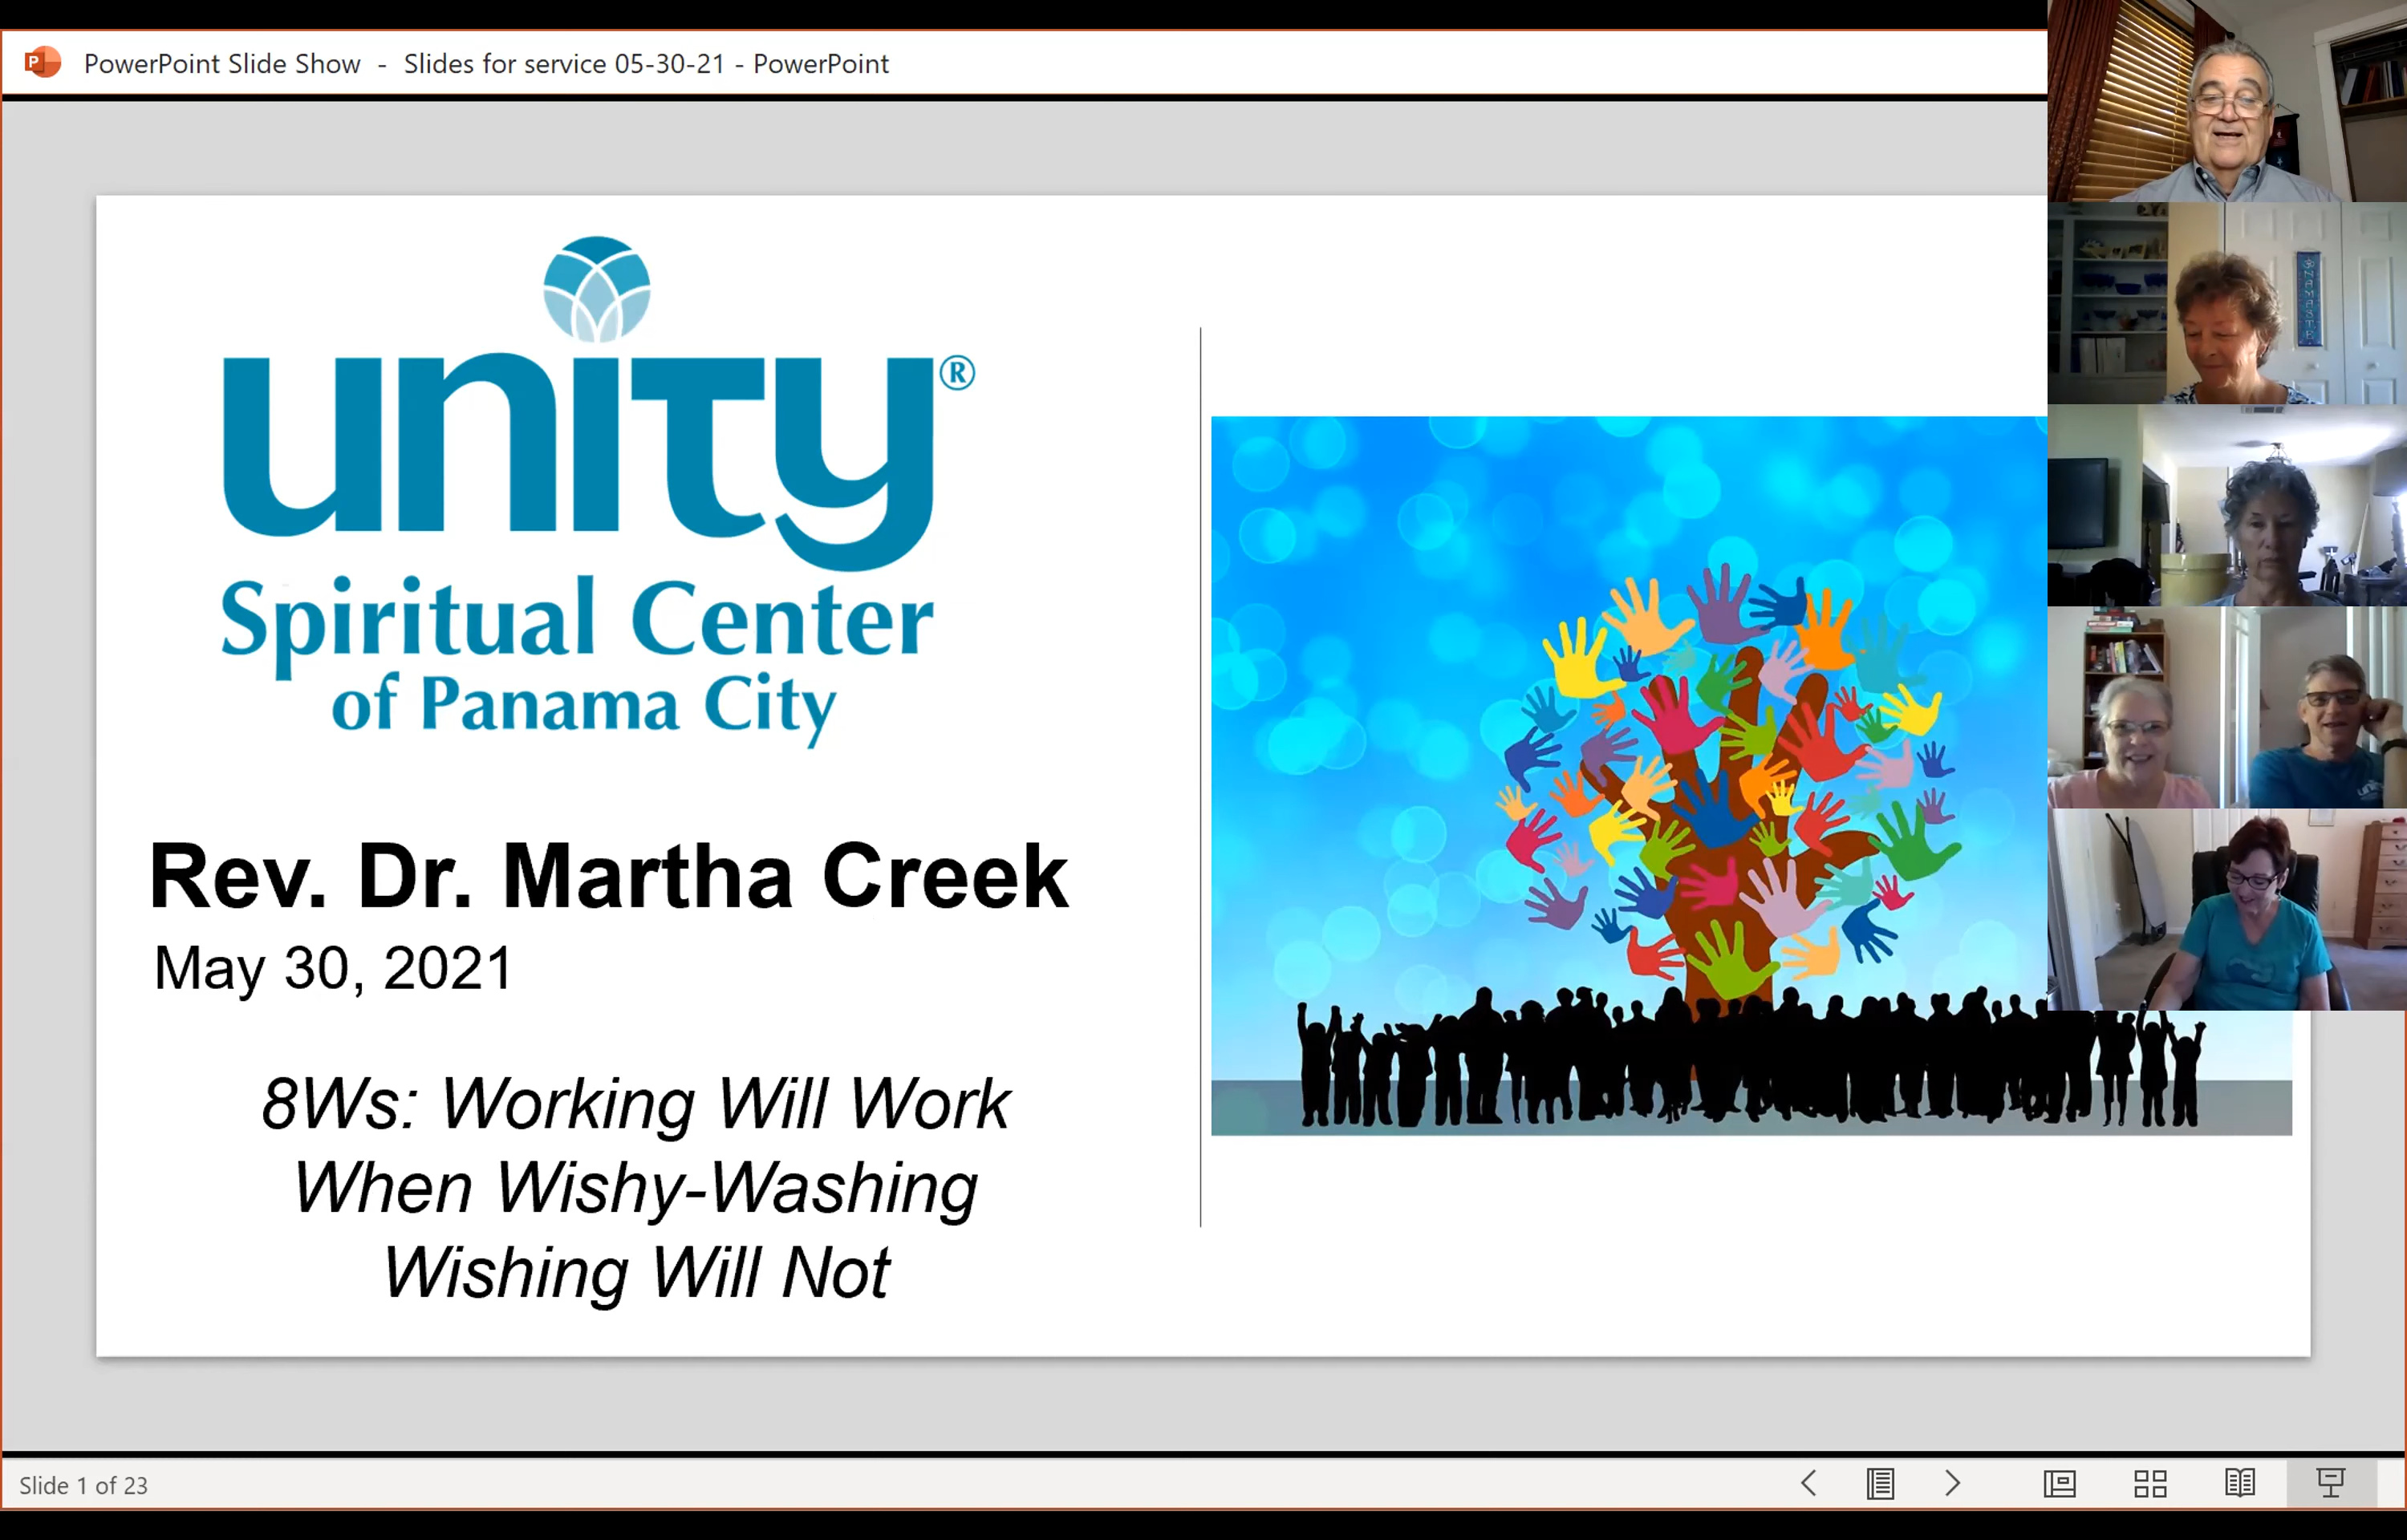 PowerPoint Slide Show - Slides for service 05-30-21 - PowerPoint
unity®
Spiritual Center
of Panama City
Rev. Dr. Martha Creek
May 30, 2021
8Ws: Working Will Work
When Wishy-Washing
Wishing Will Not
NAMASTE
Slide 1 of 23